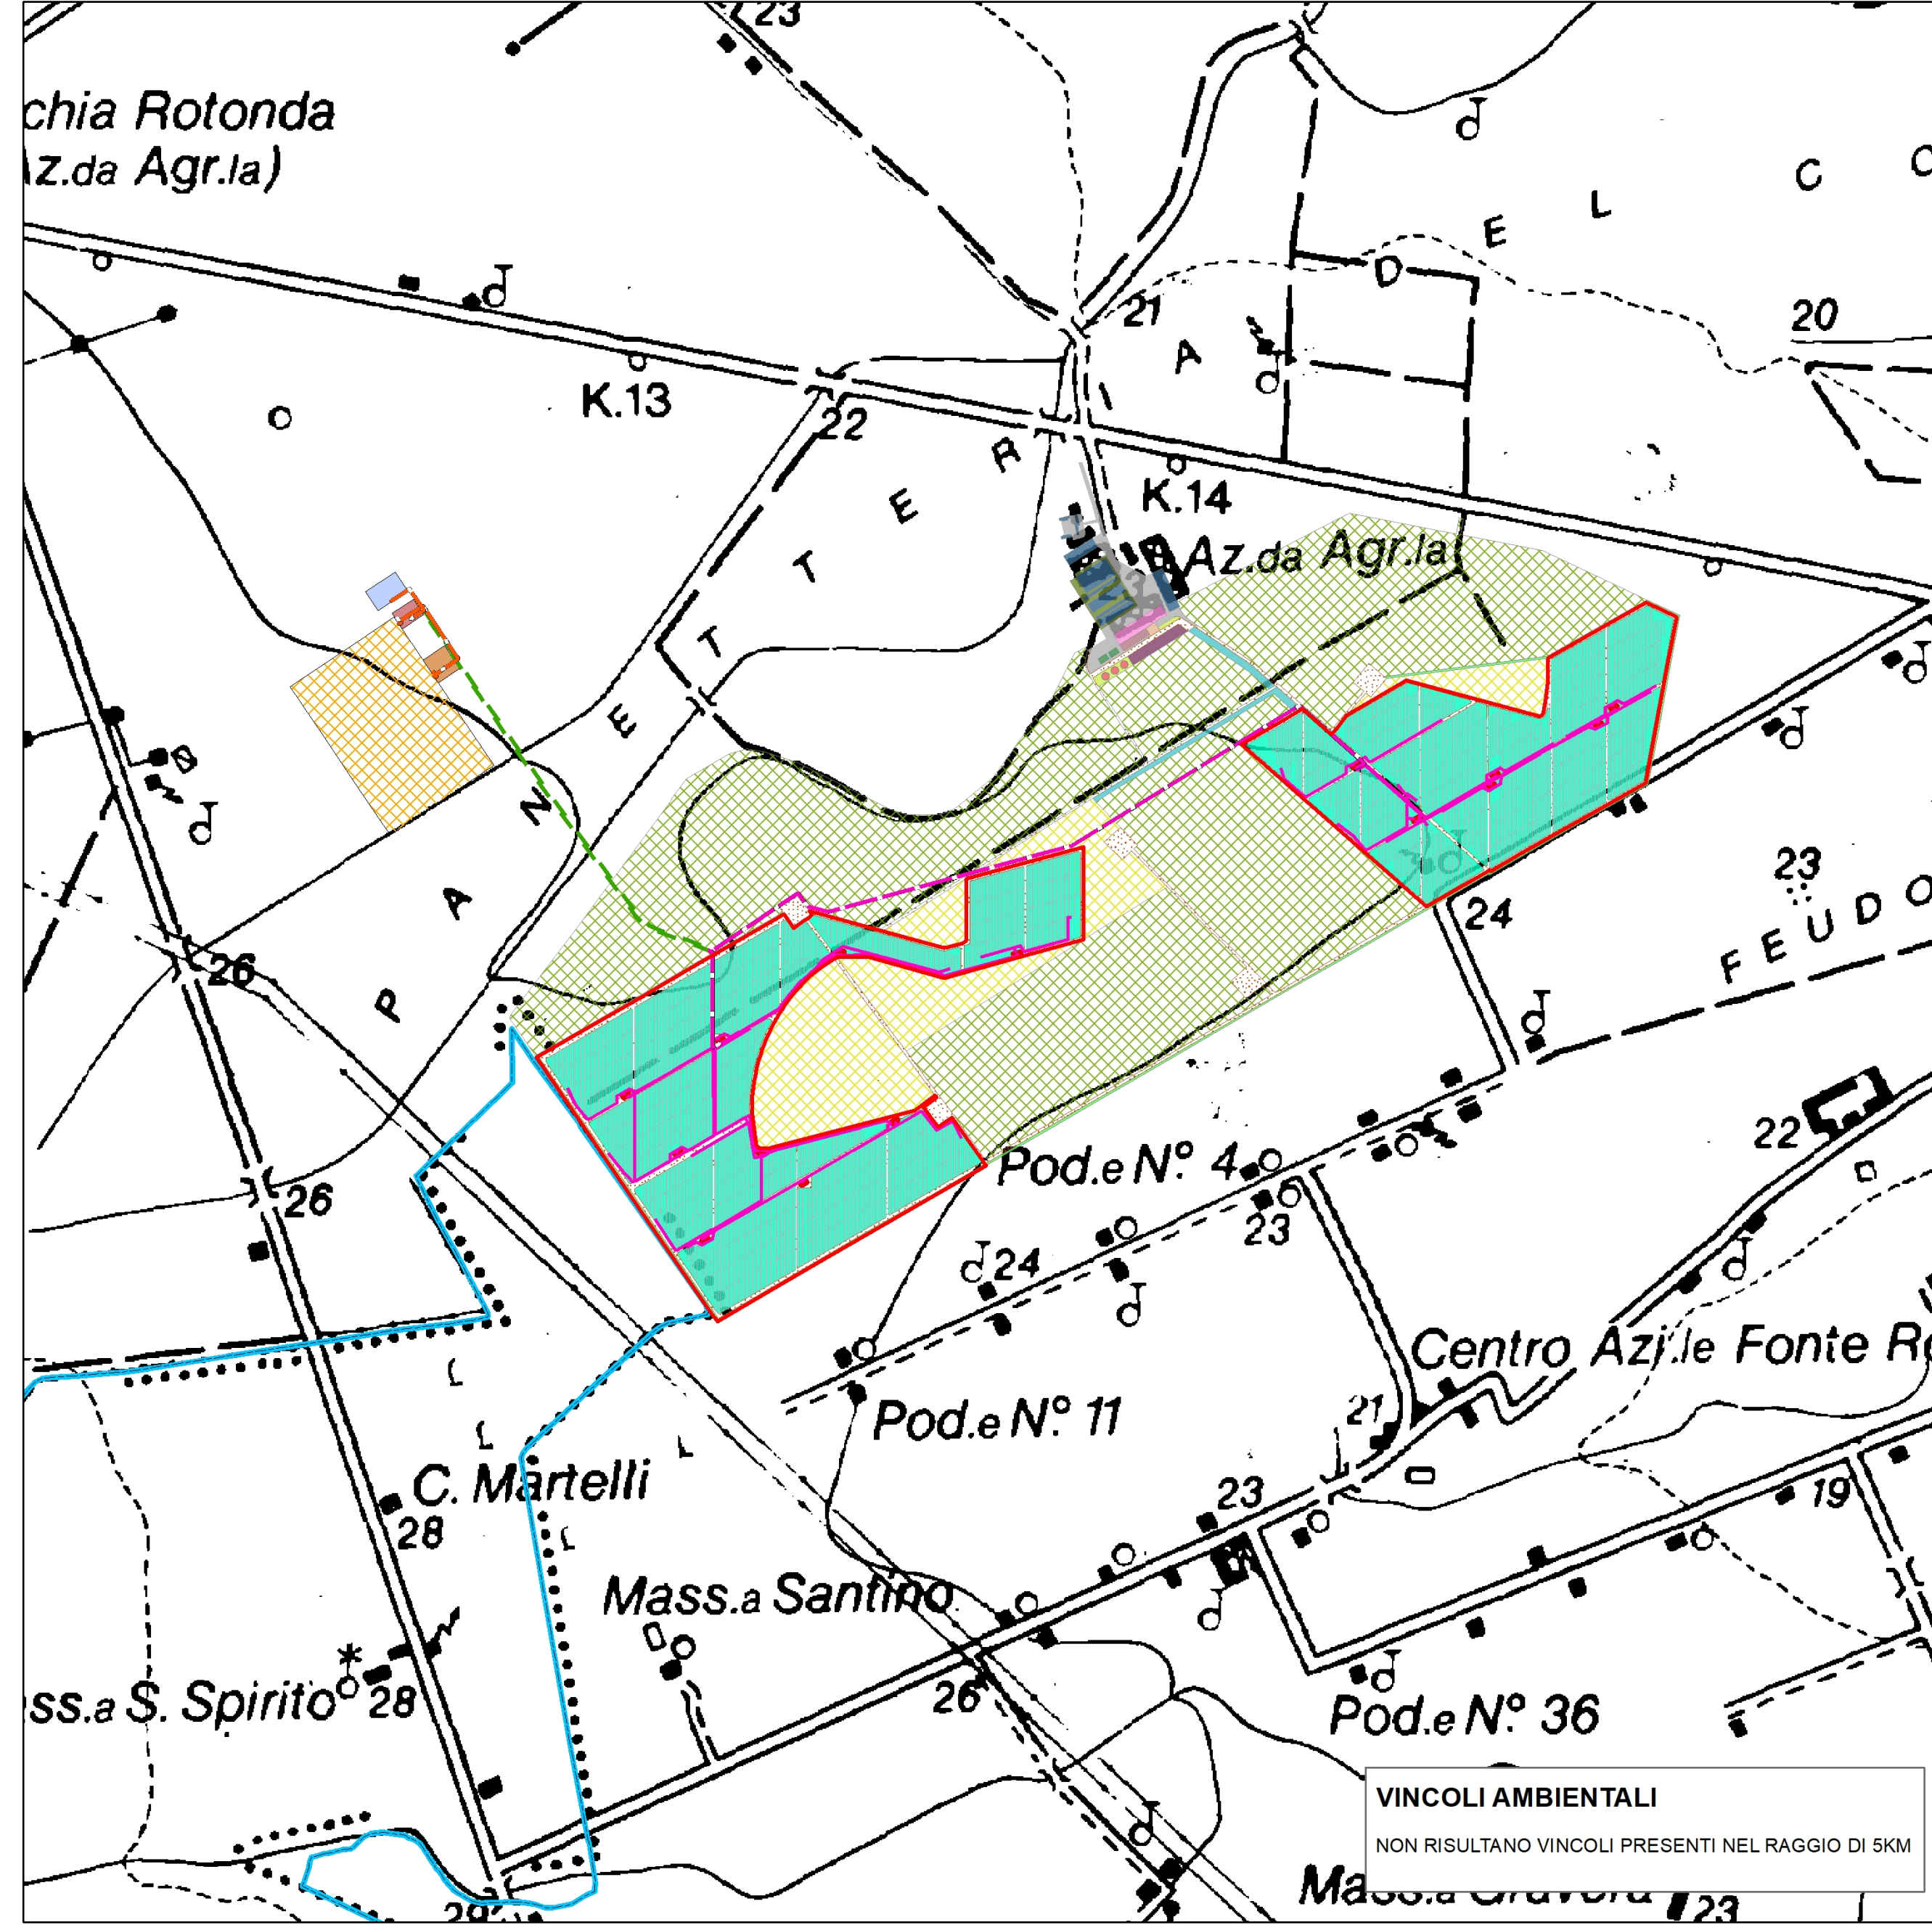 23
chia Rotonda
z.da Agr.la)
C
D E L
20
21
K.13
22
K.14
Az.da Agr.la
P A N E T T E R A
23
24
FEUDO
26
26
22
Pod.e N.° 4
23
24
Centro Azi.le Fonte R
Pod.e N.° 11
21
C. Martelli
28
23
19
Mass.a Santino
ss.a S. Spirito
28
26
Pod.e N.° 36
VINCOLI AMBIENTALI
NON RISULTANO VINCOLI PRESENTI NEL RAGGIO DI 5KM
29
23